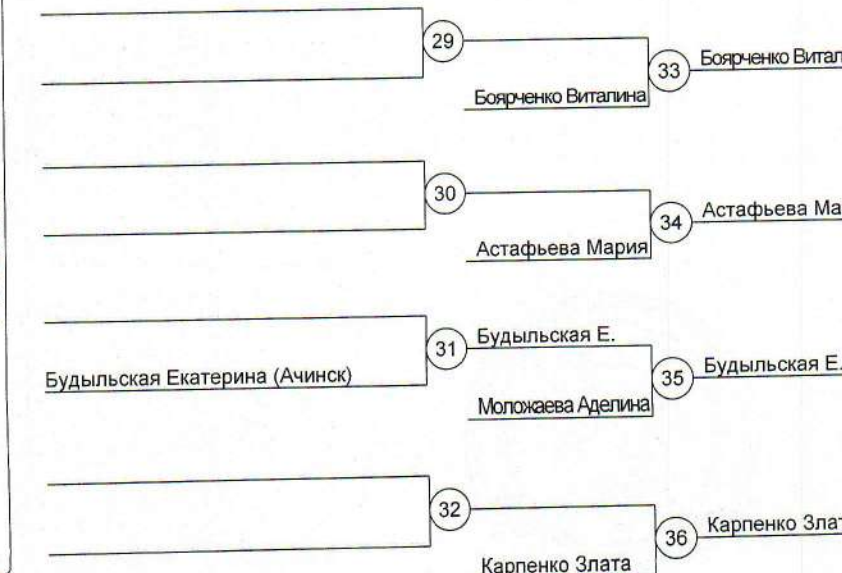 29
33
Боярченко Витал
Боярченко Виталина
30
34
Астафьева Ма
Астафьева Мария
31
Будыльская Е.
35
Будыльская Е.
Будыльская Екатерина (Ачинск)
Моложаева Аделина
32
36
Карпенко Злат
Карпенко Злата